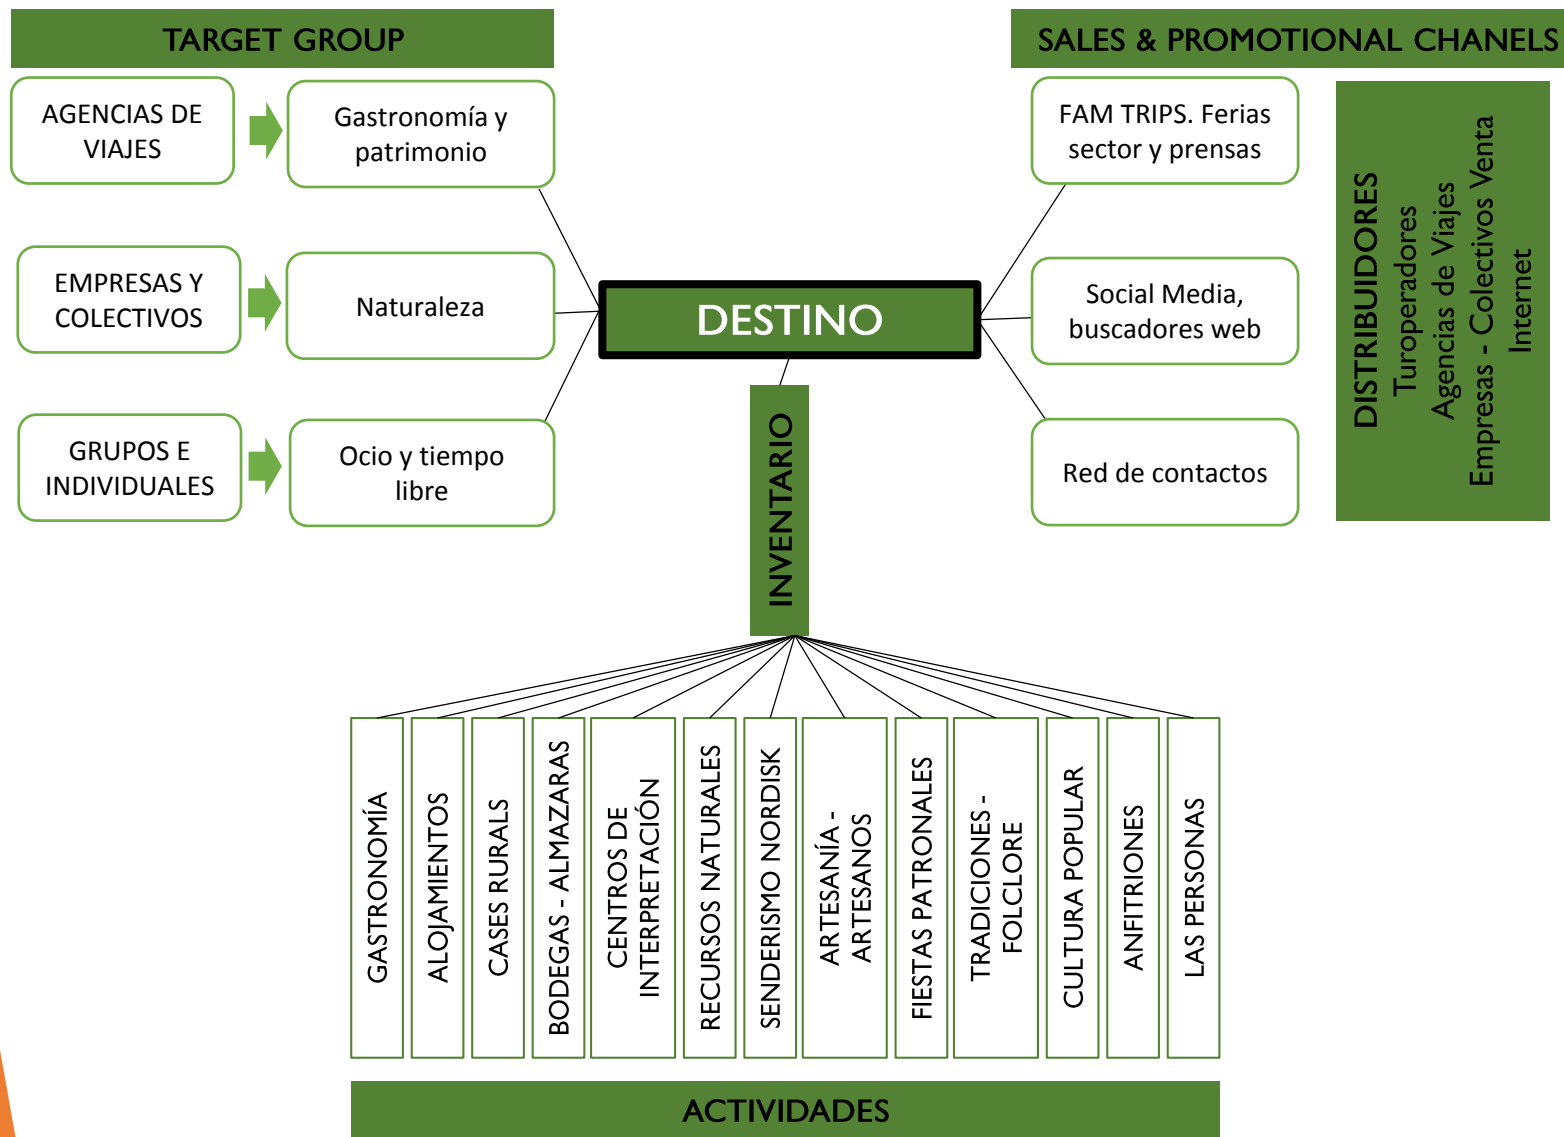 TARGET GROUP
SALES & PROMOTIONAL CHANELS
AGENCIAS DE
VIAJES
Gastronomía y
patrimonio
EMPRESAS Y
COLECTIVOS
Naturaleza
GRUPOS E
INDIVIDUALES
Ocio y tiempo
libre
DESTINO
FAM TRIPS. Ferias
sector y prensas
Social Media,
buscadores web
Red de contactos
DISTRIBUIDORES
Turoperadores
Agencias de Viajes
Empresas - Colectivos Venta
Internet
INVENTARIO
GASTRONOMÍA
ALOJAMIENTOS
CASES RURALS
BODEGAS - ALMAZARAS
CENTROS DE
INTERPRETACIÓN
RECURSOS NATURALES
SENDERISMO NORDISK
ARTESANÍA -
ARTESANOS
FIESTAS PATRONALES
TRADICIONES -
FOLCLORE
CULTURA POPULAR
ANFITRIONES
LAS PERSONAS
ACTIVIDADES